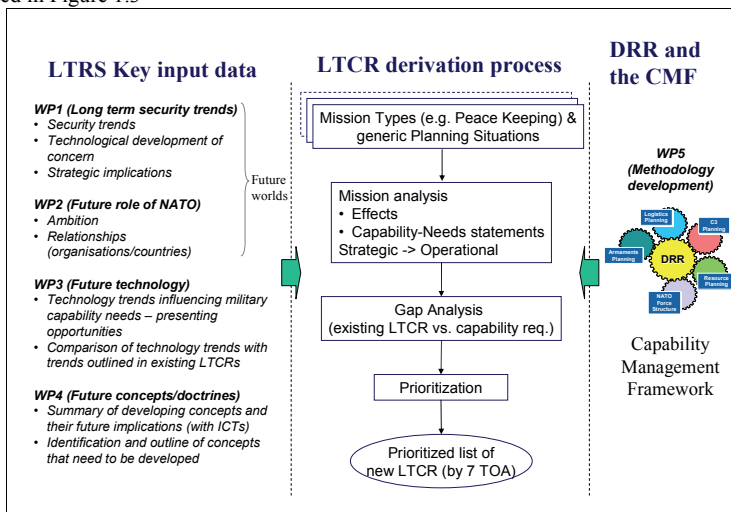 ed in Figure 1.3
LTRS Key input data
WP1 (Long term security trends)
• Security trends
• Technological development of
concern
• Strategic implications
WP2 (Future role of NATO)
• Ambition
• Relationships
(organisations/countries)
Future
worlds
WP3 (Future technology)
• Technology trends influencing military
capability needs – presenting
opportunities
• Comparison of technology trends with
trends outlined in existing LTCRs
WP4 (Future concepts/doctrines)
• Summary of developing concepts and
their future implications (with ICTs)
• Identification and outline of concepts
that need to be developed
LTCR derivation process
Mission Types (e.g. Peace Keeping) &
generic Planning Situations
Mission analysis
• Effects
• Capability-Needs statements
Strategic -> Operational
Gap Analysis
(existing LTCR vs. capability req.)
Prioritization
Prioritized list of
new LTCR (by 7 TOA)
DRR and
the CMF
WP5
(Methodology
development)
Logistics
Planning
C3
Planning
Armaments
Planning
DRR
Resource
Planning
NATO
Force
Structure
Capability
Management
Framework